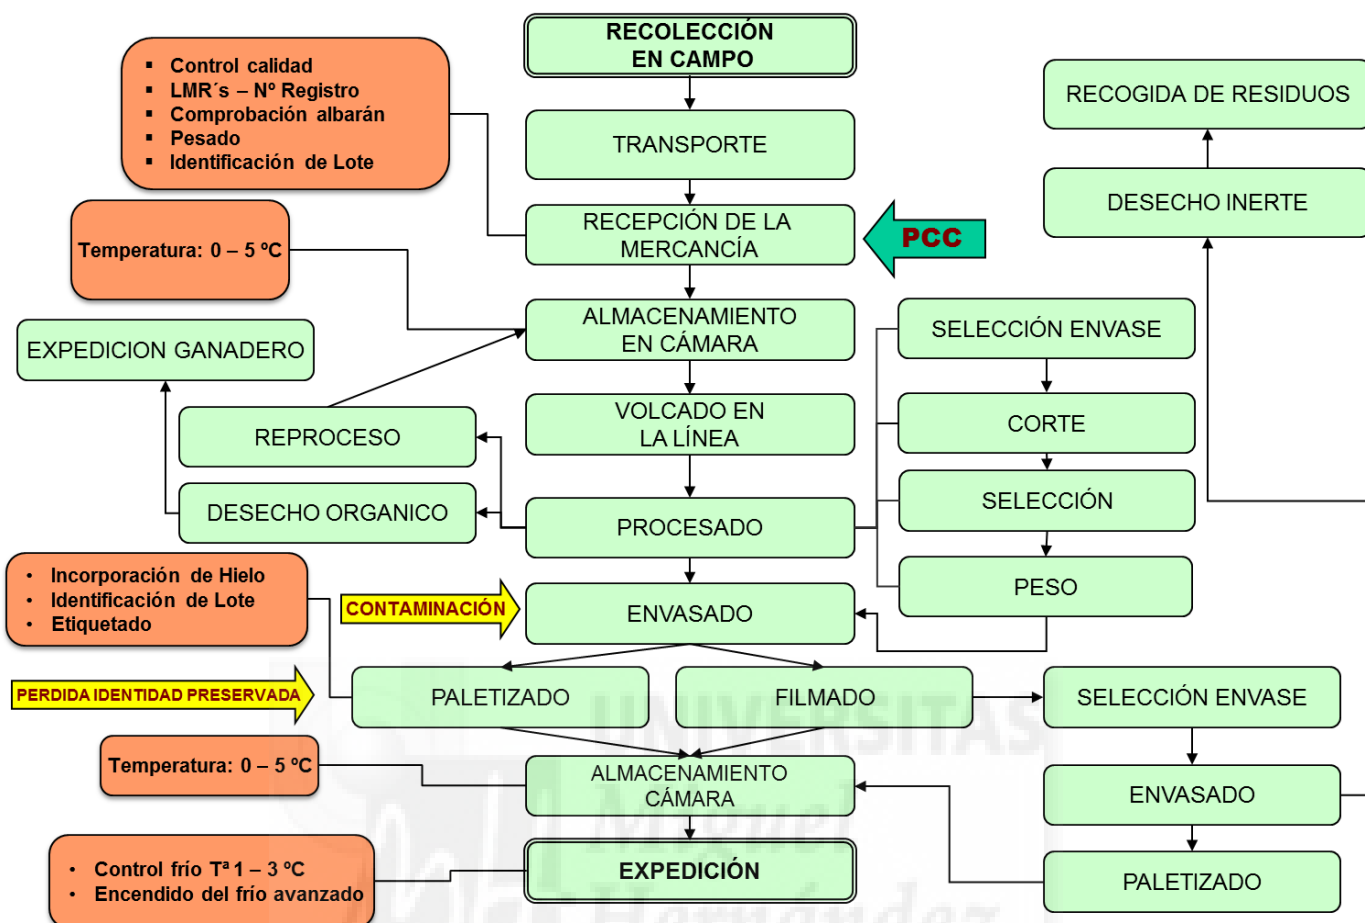 RECOLECCIÓN
EN CAMPO
▪ Control calidad
▪ LMR´s – Nº Registro
▪ Comprobación albarán
▪ Pesado
▪ Identificación de Lote
RECOGIDA DE RESIDUOS
TRANSPORTE
DESECHO INERTE
RECEPCIÓN DE LA
MERCANCÍA
PCC
Temperatura: 0 – 5 ºC
ALMACENAMIENTO
EN CÁMARA
SELECCIÓN ENVASE
EXPEDICION GANADERO
VOLCADO EN
LA LÍNEA
CORTE
REPROCESO
SELECCIÓN
DESECHO ORGANICO
PROCESADO
PESO
• Incorporación de Hielo
• Identificación de Lote
• Etiquetado
CONTAMINACIÓN
ENVASADO
PERDIDA IDENTIDAD PRESERVADA
PALETIZADO
FILMADO
SELECCIÓN ENVASE
Temperatura: 0 – 5 ºC
ALMACENAMIENTO
CÁMARA
ENVASADO
• Control frío Tª 1 – 3 ºC
• Encendido del frío avanzado
EXPEDICIÓN
PALETIZADO
UNIVERSITAS
Miguel
Hernández